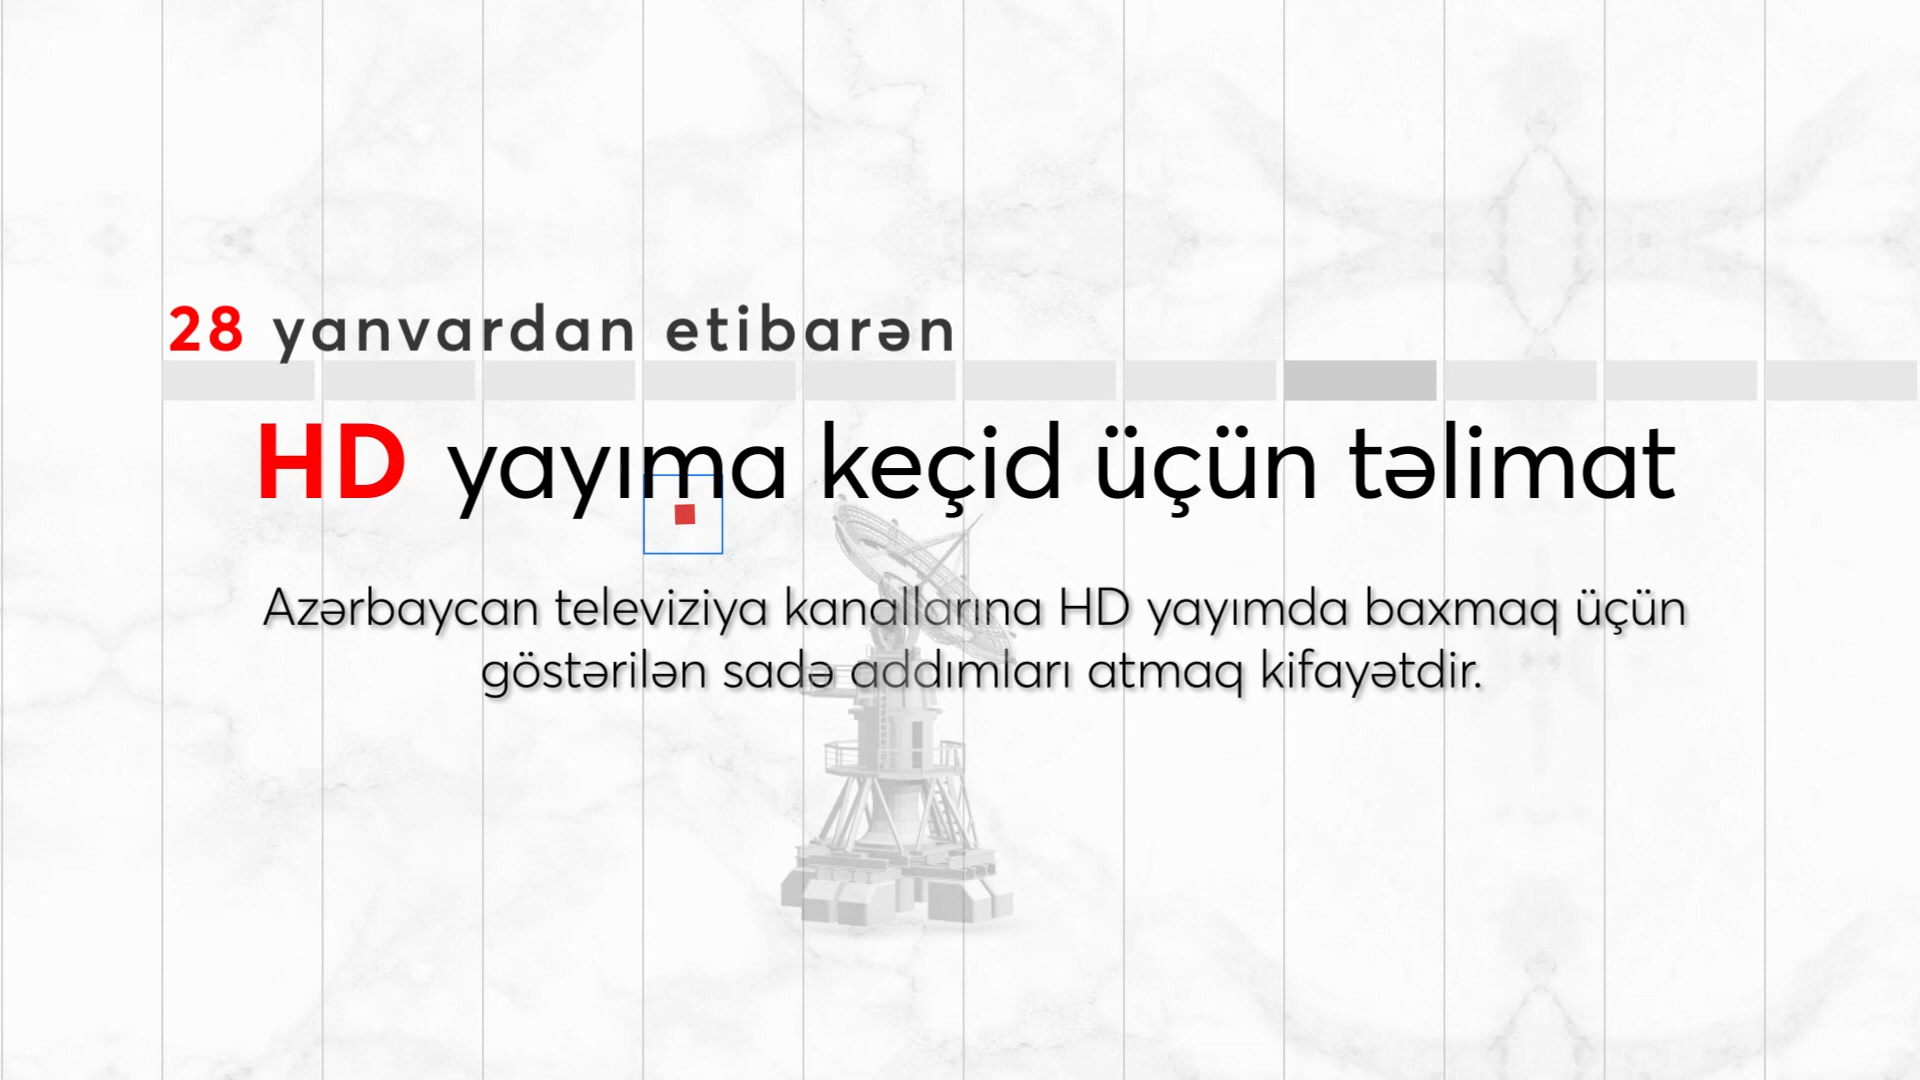 28 yanvardan etibarən
HD yayıma keçid üçün təlimat
Azərbaycan televiziya kanallarına HD yayımda baxmaq üçün
göstərilən sadə addımları atmaq kifayətdir.